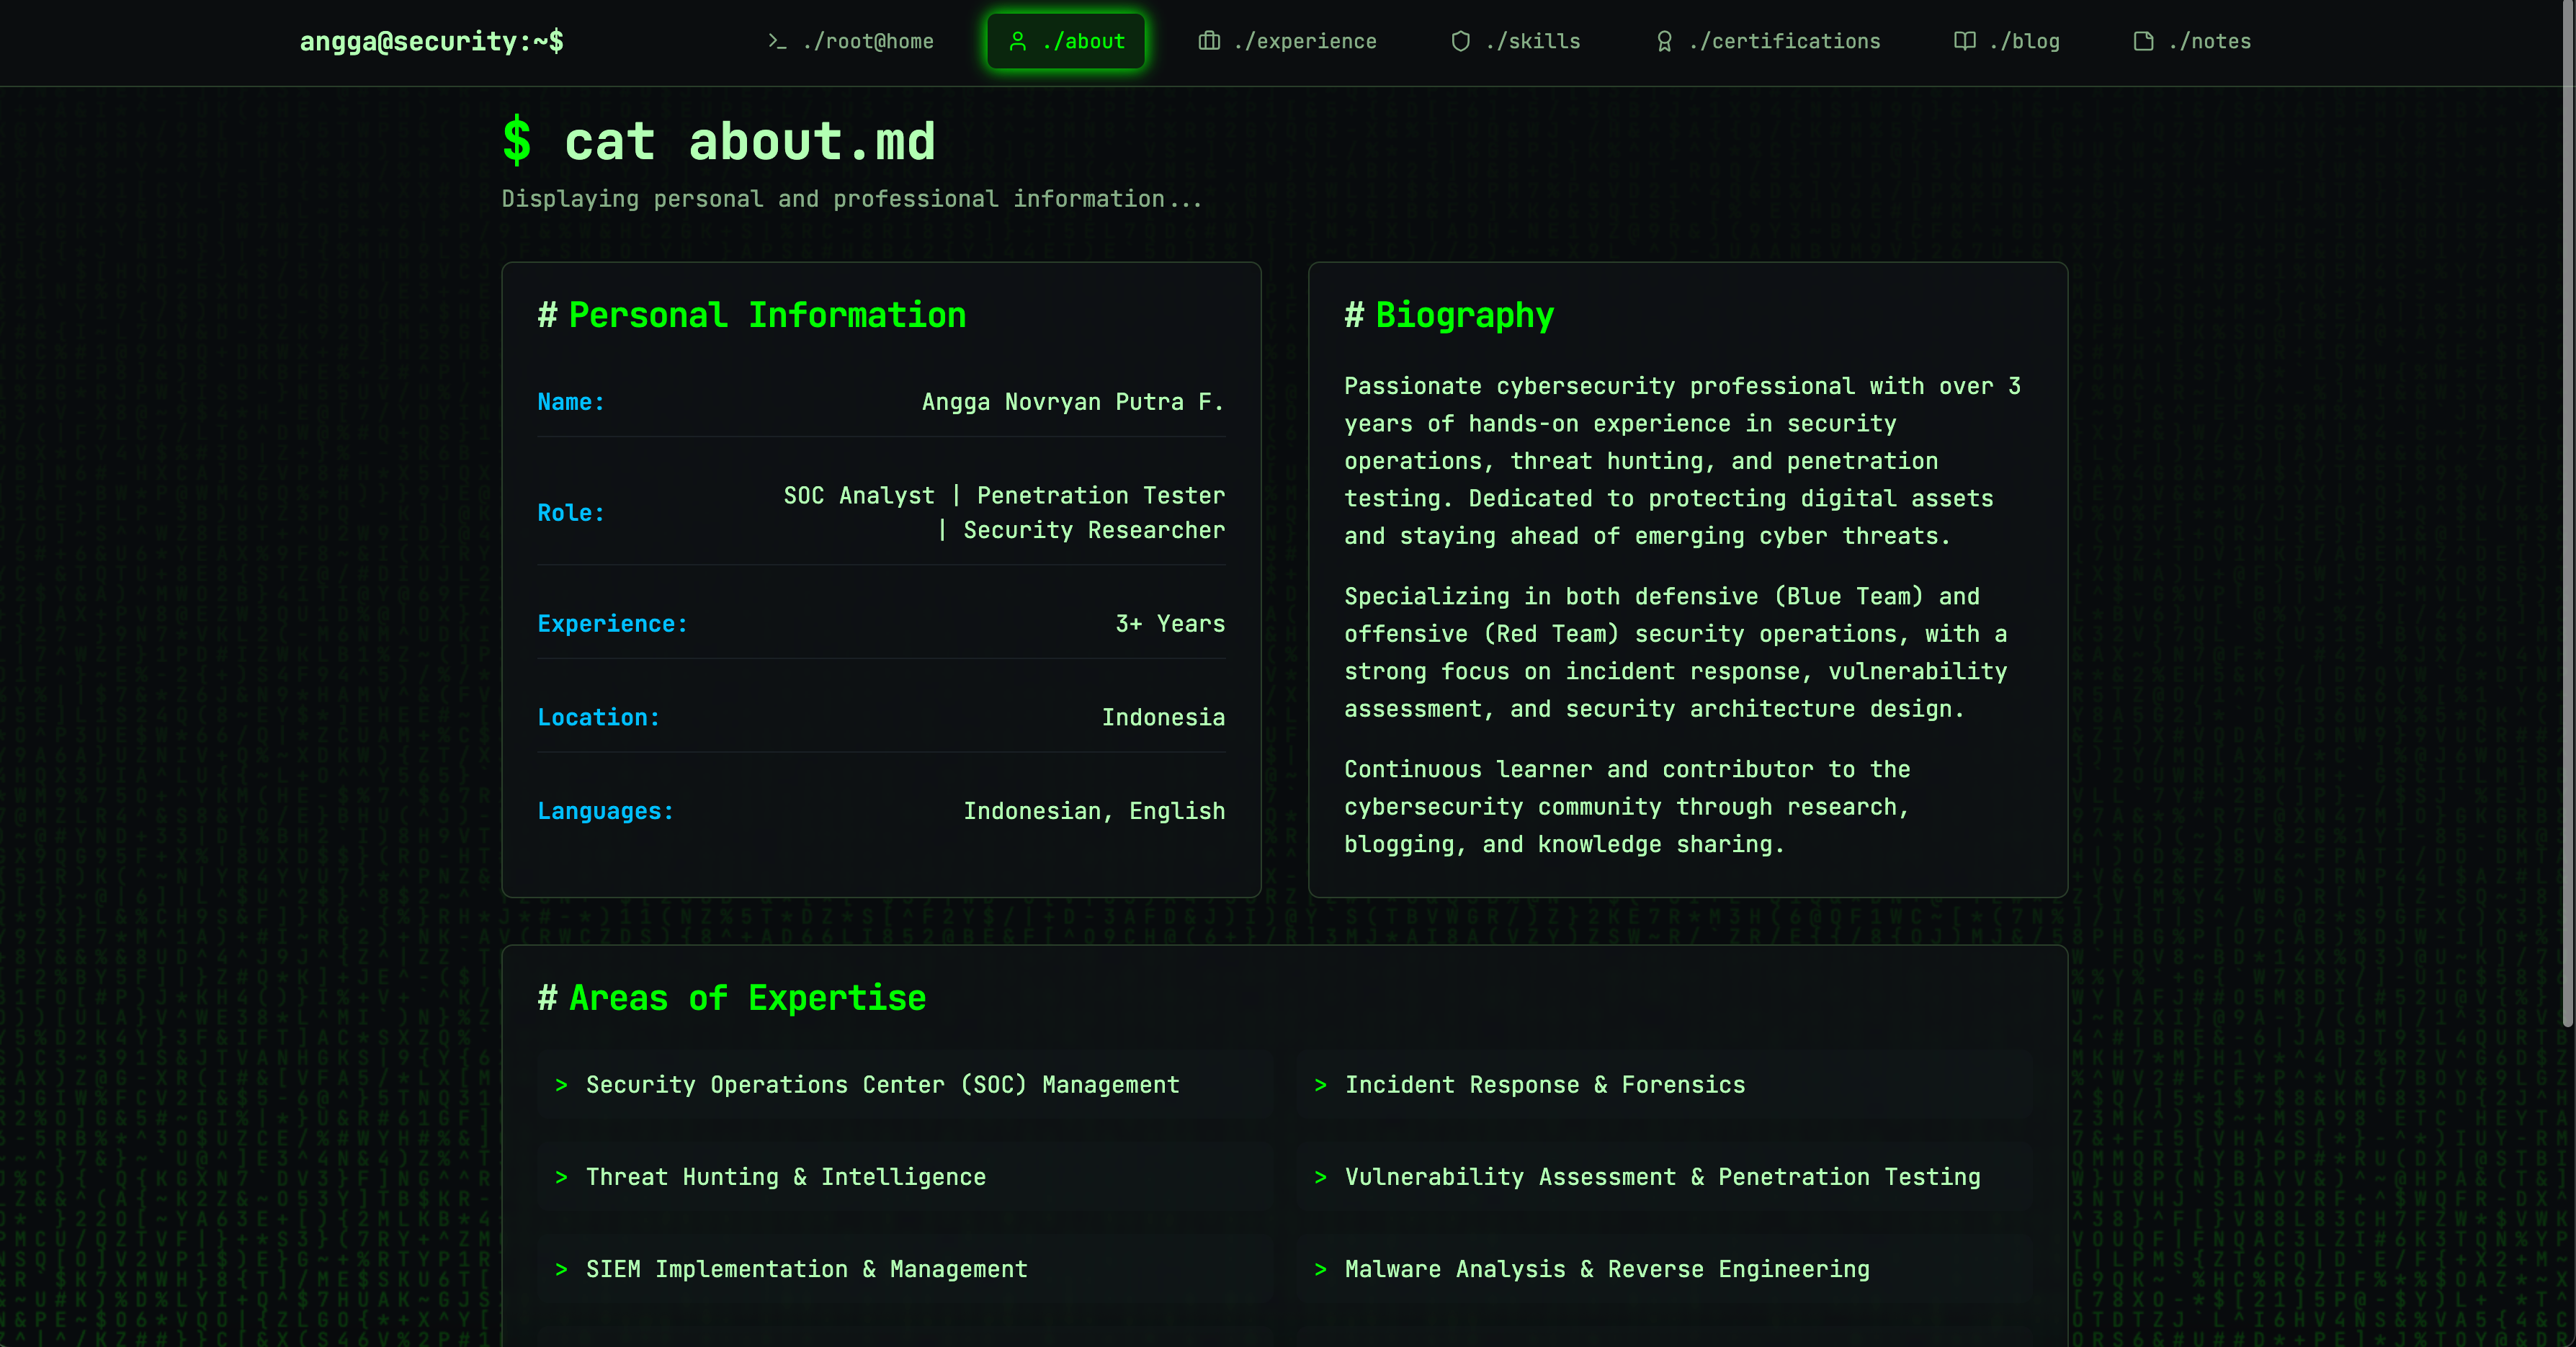 angga@security:~$
./root@home
./about
./experience
./skills
./certifications
./blog
./notes
$ cat about.md
Displaying personal and professional information...
# Personal Information
Name: Angga Novryan Putra F.
Role: SOC Analyst | Penetration Tester
| Security Researcher
Experience: 3+ Years
Location: Indonesia
Languages: Indonesian, English
# Biography
Passionate cybersecurity professional with over 3
years of hands-on experience in security
operations, threat hunting, and penetration
testing. Dedicated to protecting digital assets
and staying ahead of emerging cyber threats.
Specializing in both defensive (Blue Team) and
offensive (Red Team) security operations, with a
strong focus on incident response, vulnerability
assessment, and security architecture design.
Continuous learner and contributor to the
cybersecurity community through research,
blogging, and knowledge sharing.
# Areas of Expertise
> Security Operations Center (SOC) Management
> Incident Response & Forensics
> Threat Hunting & Intelligence
> Vulnerability Assessment & Penetration Testing
> SIEM Implementation & Management
> Malware Analysis & Reverse Engineering